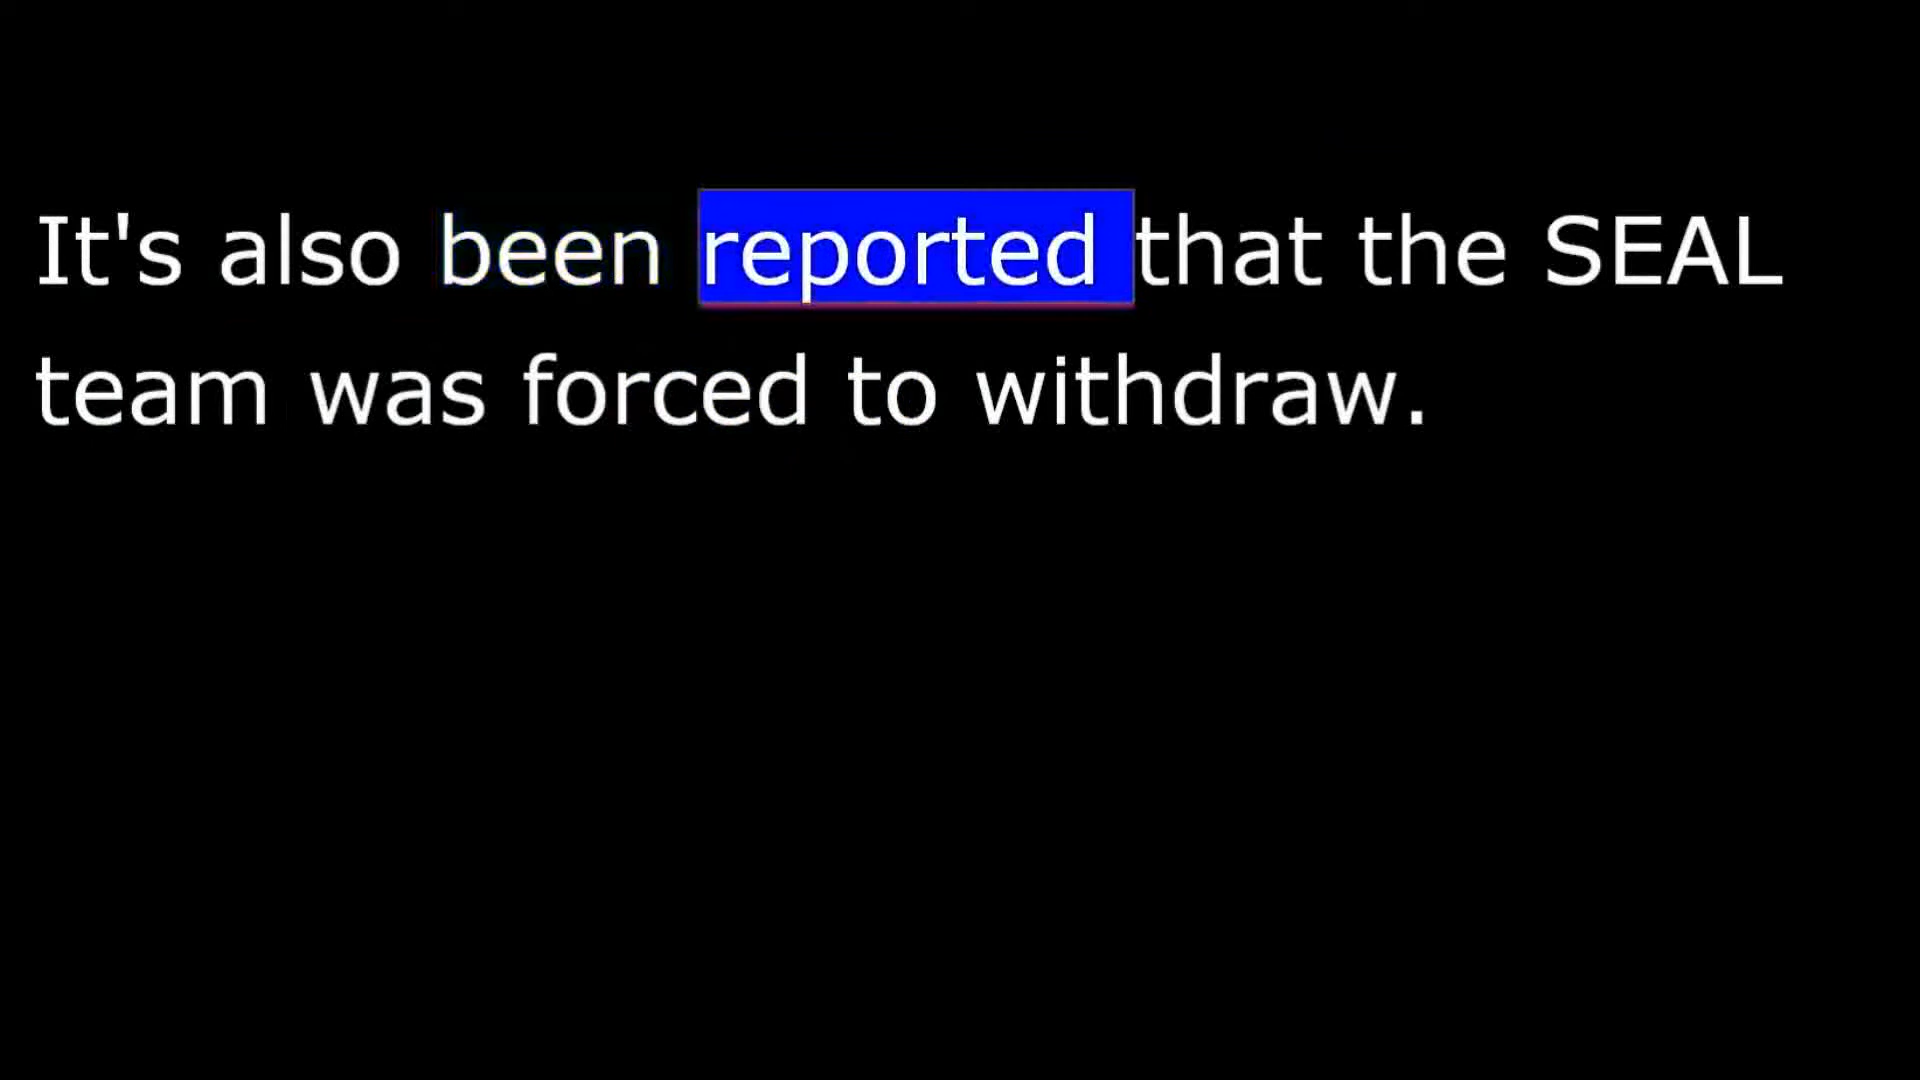 It's also been reported that the SEAL
team was forced to withdraw.